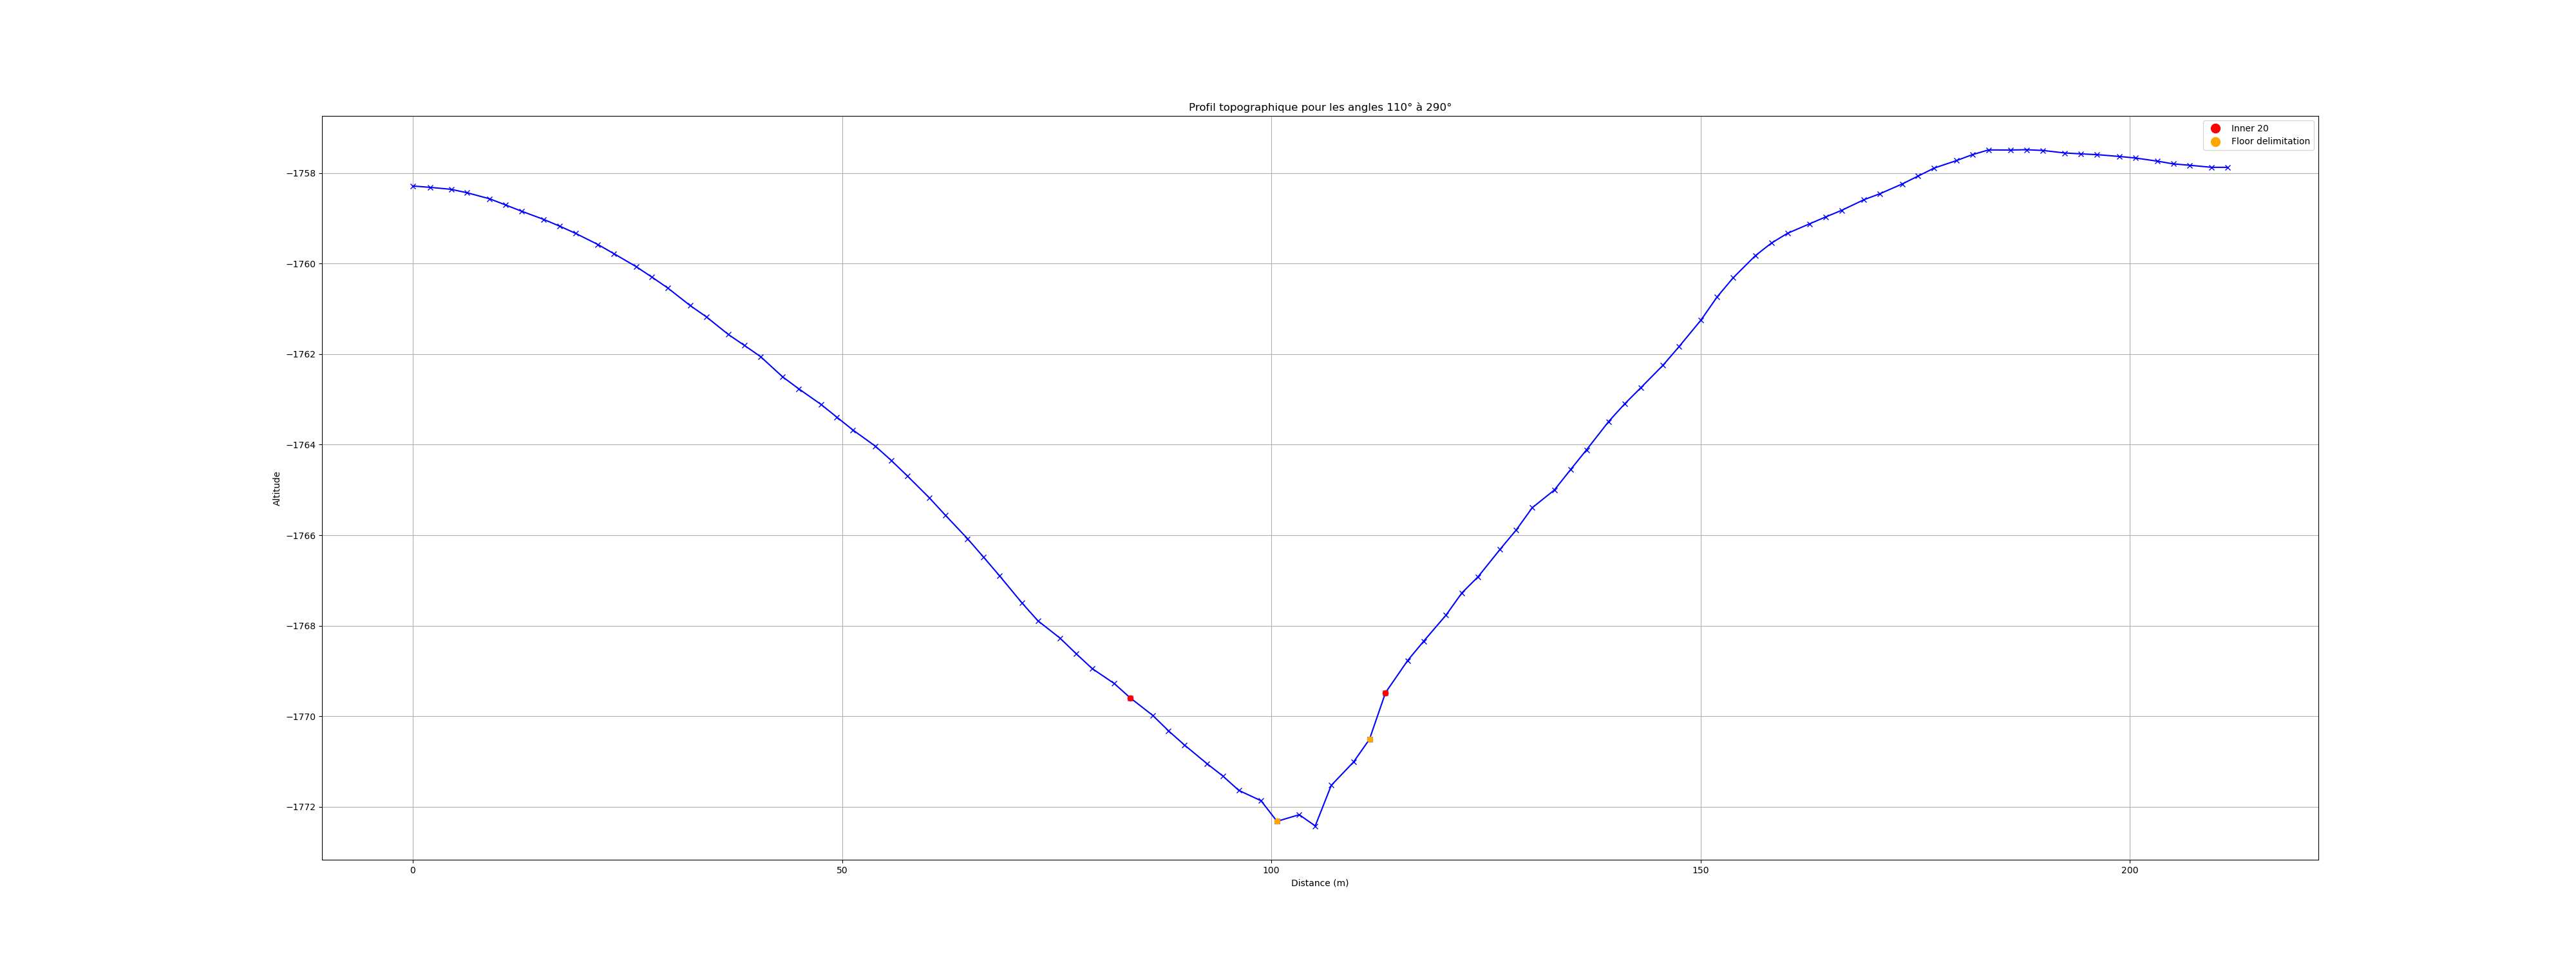 Profil topographique pour les angles 110° à 290°
Inner 20
Floor delimitation
−1758
−1760
−1762
−1764
−1766
−1768
−1770
−1772
Altitude
0
50
100
150
200
Distance (m)